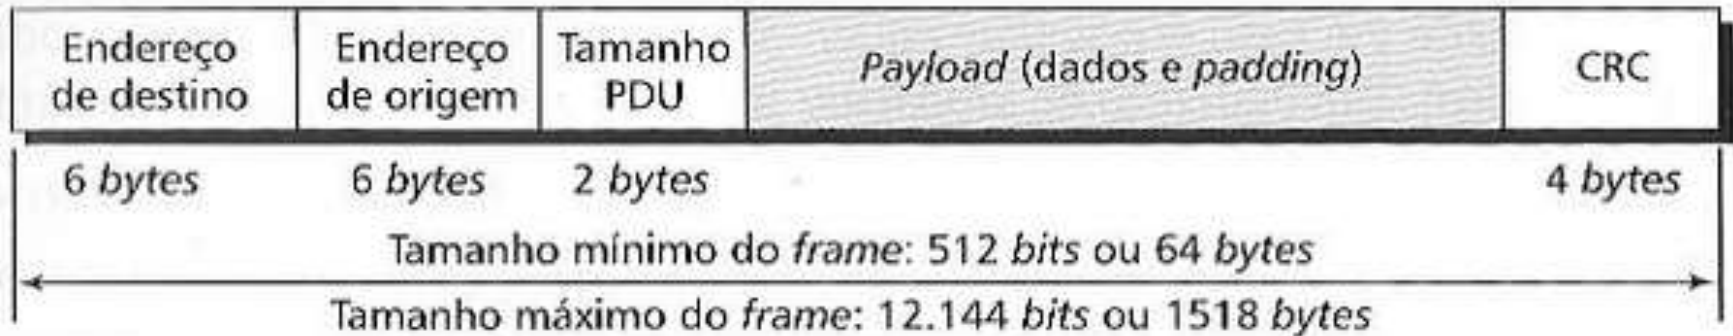 Endereço
de destino
Endereço
de origem
Tamanho
PDU
Payload (dados e padding)
CRC
6 bytes
6 bytes
2 bytes
4 bytes
Tamanho mínimo do frame: 512 bits ou 64 bytes
Tamanho máximo do frame: 12.144 bits ou 1518 bytes